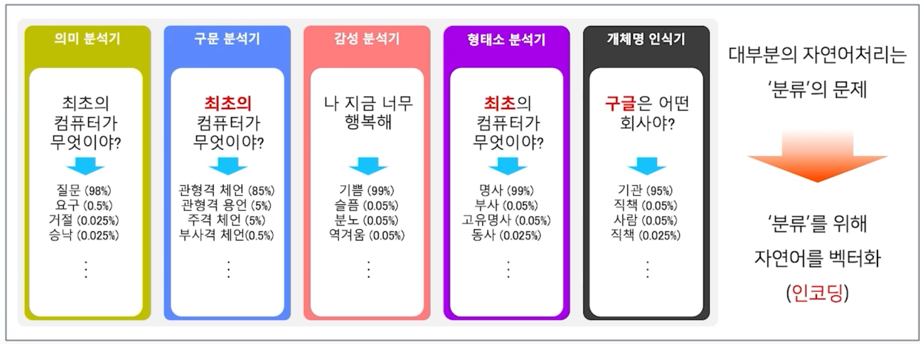 의미 분석기
최초의
컴퓨터가
무엇이야?
질문 (98%)
요구 (0.5%)
거절 (0.025%)
승낙 (0.025%)
구문 분석기
최초의
컴퓨터가
무엇이야?
관형격 체언 (85%)
관형격 용언 (5%)
주격 체언 (5%)
부사격 체언(0.5%)
감성 분석기
나 지금 너무
행복해
기쁨 (99%)
슬픔 (0.05%)
분노 (0.05%)
역겨움 (0.05%)
형태소 분석기
최초의
컴퓨터가
무엇이야?
명사 (99%)
부사 (0.05%)
고유명사 (0.05%)
동사 (0.025%)
개체명 인식기
구글은 어떤
회사야?
기관 (95%)
직책 (0.05%)
사람 (0.05%)
직책 (0.025%)
대부분의 자연어처리는
'분류'의 문제
'분류'를 위해
자연어를 벡터화
(인코딩)